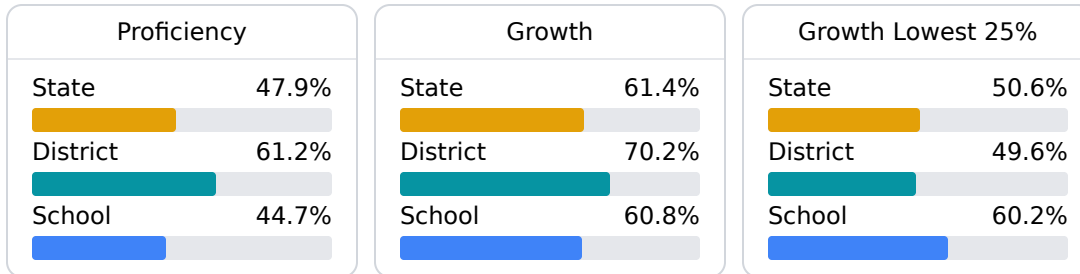 Proficiency
State 47.9%
District 61.2%
School 44.7%
Growth
State 61.4%
District 70.2%
School 60.8%
Growth Lowest 25%
State 50.6%
District 49.6%
School 60.2%